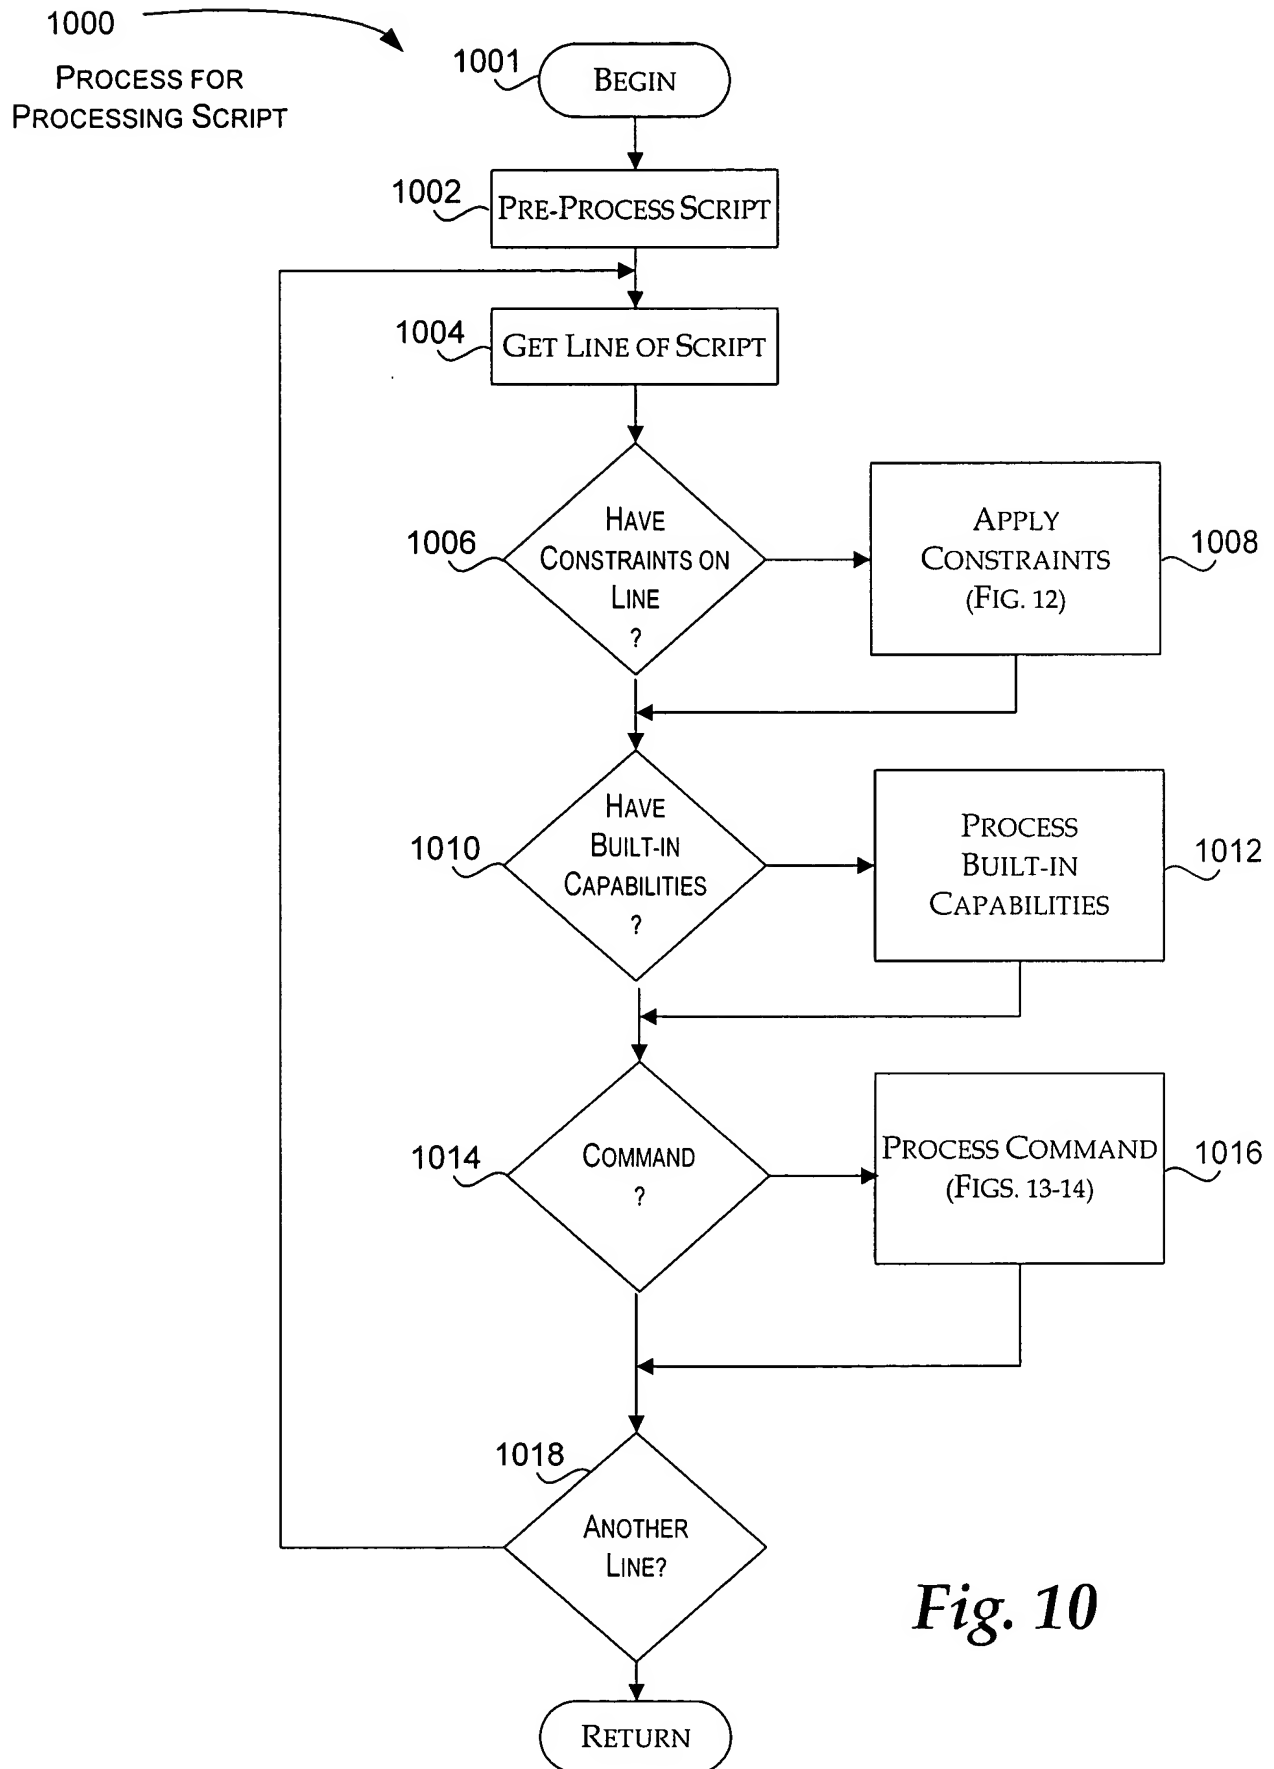 1000
PROCESS FOR
PROCESSING SCRIPT
1001
BEGIN
1002
PRE-PROCESS SCRIPT
1004
GET LINE OF SCRIPT
1006
HAVE
CONSTRAINTS ON
LINE
?
APPLY
CONSTRAINTS
(FIG. 12)
1008
1010
HAVE
BUILT-IN
CAPABILITIES
?
PROCESS
BUILT-IN
CAPABILITIES
1012
1014
COMMAND
?
PROCESS COMMAND
(FIGS. 13-14)
1016
1018
ANOTHER
LINE?
Fig. 10
RETURN